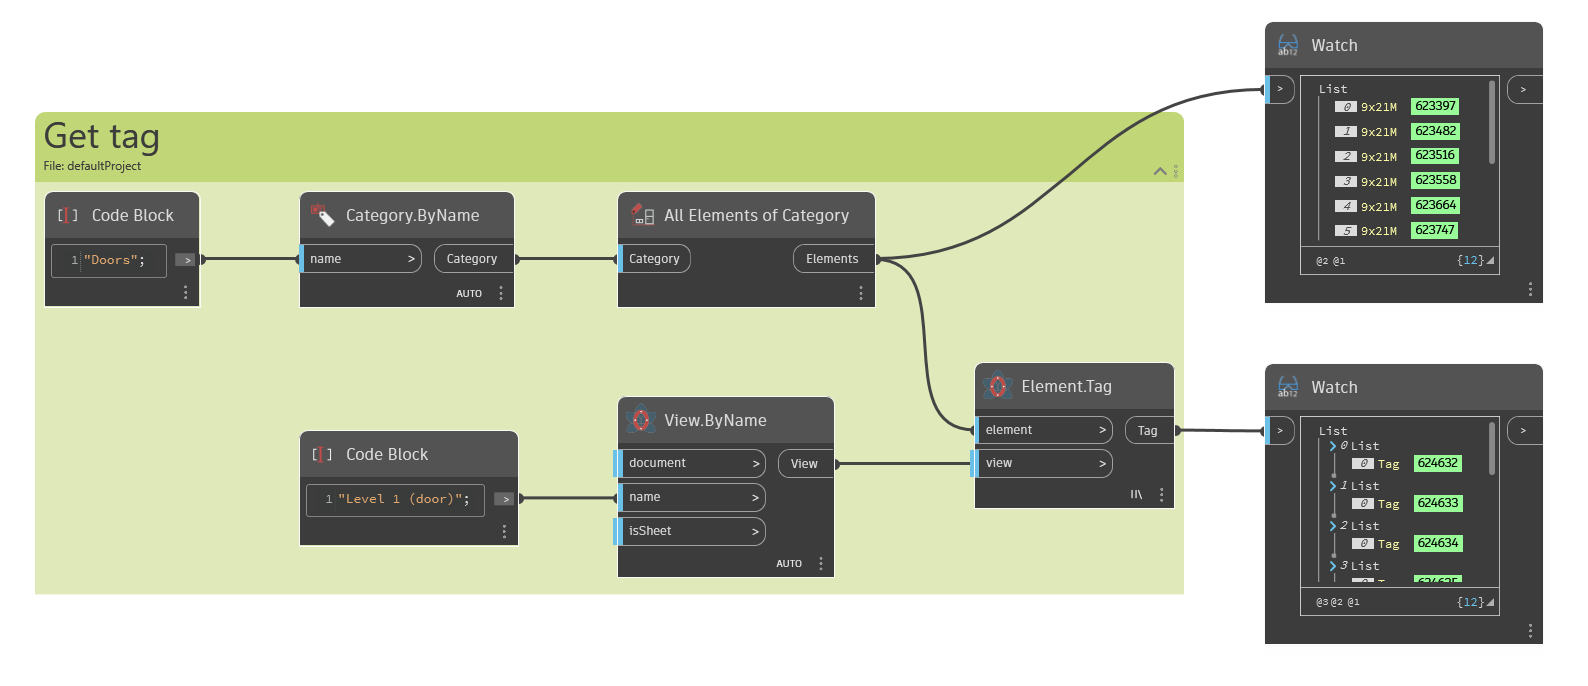 Get tag
File: defaultProject
Code Block
1 "Doors"; >
Category.ByName
name > Category
AUTO
All Elements of Category
Category Elements
Watch
> >
List
0 9x21M 623397
1 9x21M 623482
2 9x21M 623516
3 9x21M 623558
4 9x21M 623664
5 9x21M 623747
@2 @1 {12}
Code Block
1 "Level 1 (door)"; >
View.ByName
document > View
name >
isSheet >
AUTO
Element.Tag
element > Tag
view >
Watch
> >
List
0 List
0 Tag 624632
1 List
0 Tag 624633
2 List
0 Tag 624634
3 List
@3 @2 @1 {12}